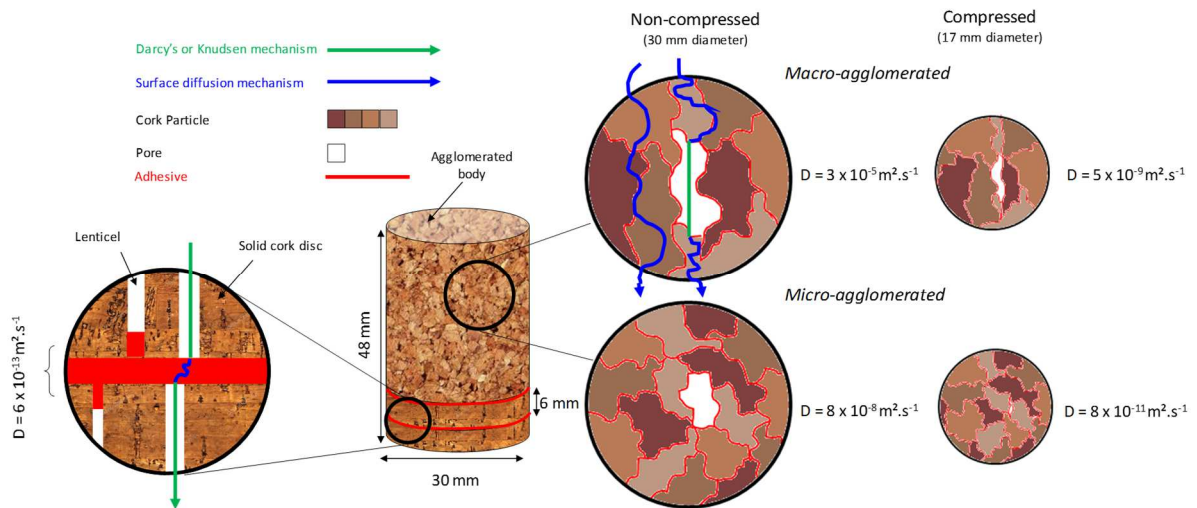 Non-compressed
(30 mm diameter)
Compressed
(17 mm diameter)
Darcy's or Knudsen mechanism
Surface diffusion mechanism
Cork Particle
Pore
Adhesive
Macro-agglomerated
D = 3 x 10⁻⁵ m².s⁻¹
D = 5 x 10⁻⁹ m².s⁻¹
Agglomerated
body
Lenticel
Solid cork disc
D = 6 x 10⁻¹³ m².s⁻¹
48 mm
6 mm
30 mm
Micro-agglomerated
D = 8 x 10⁻⁸ m².s⁻¹
D = 8 x 10⁻¹¹ m².s⁻¹